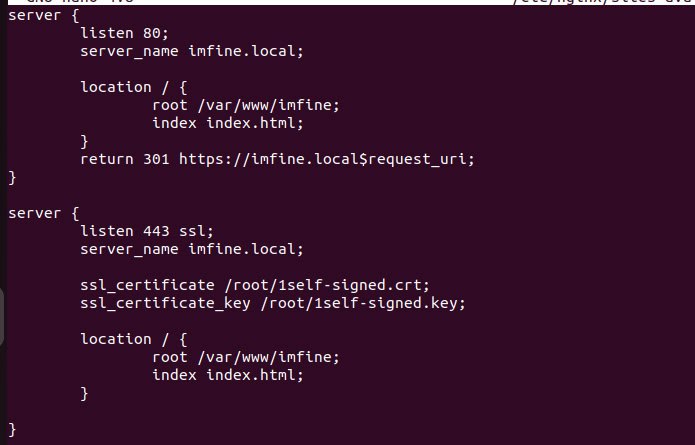 server {
        listen 80;
        server_name imfine.local;

        location / {
                root /var/www/imfine;
                index index.html;
        }
        return 301 https://imfine.local$request_uri;
}

server {
        listen 443 ssl;
        server_name imfine.local;

        ssl_certificate /root/1self-signed.crt;
        ssl_certificate_key /root/1self-signed.key;

        location / {
                root /var/www/imfine;
                index index.html;
        }

}